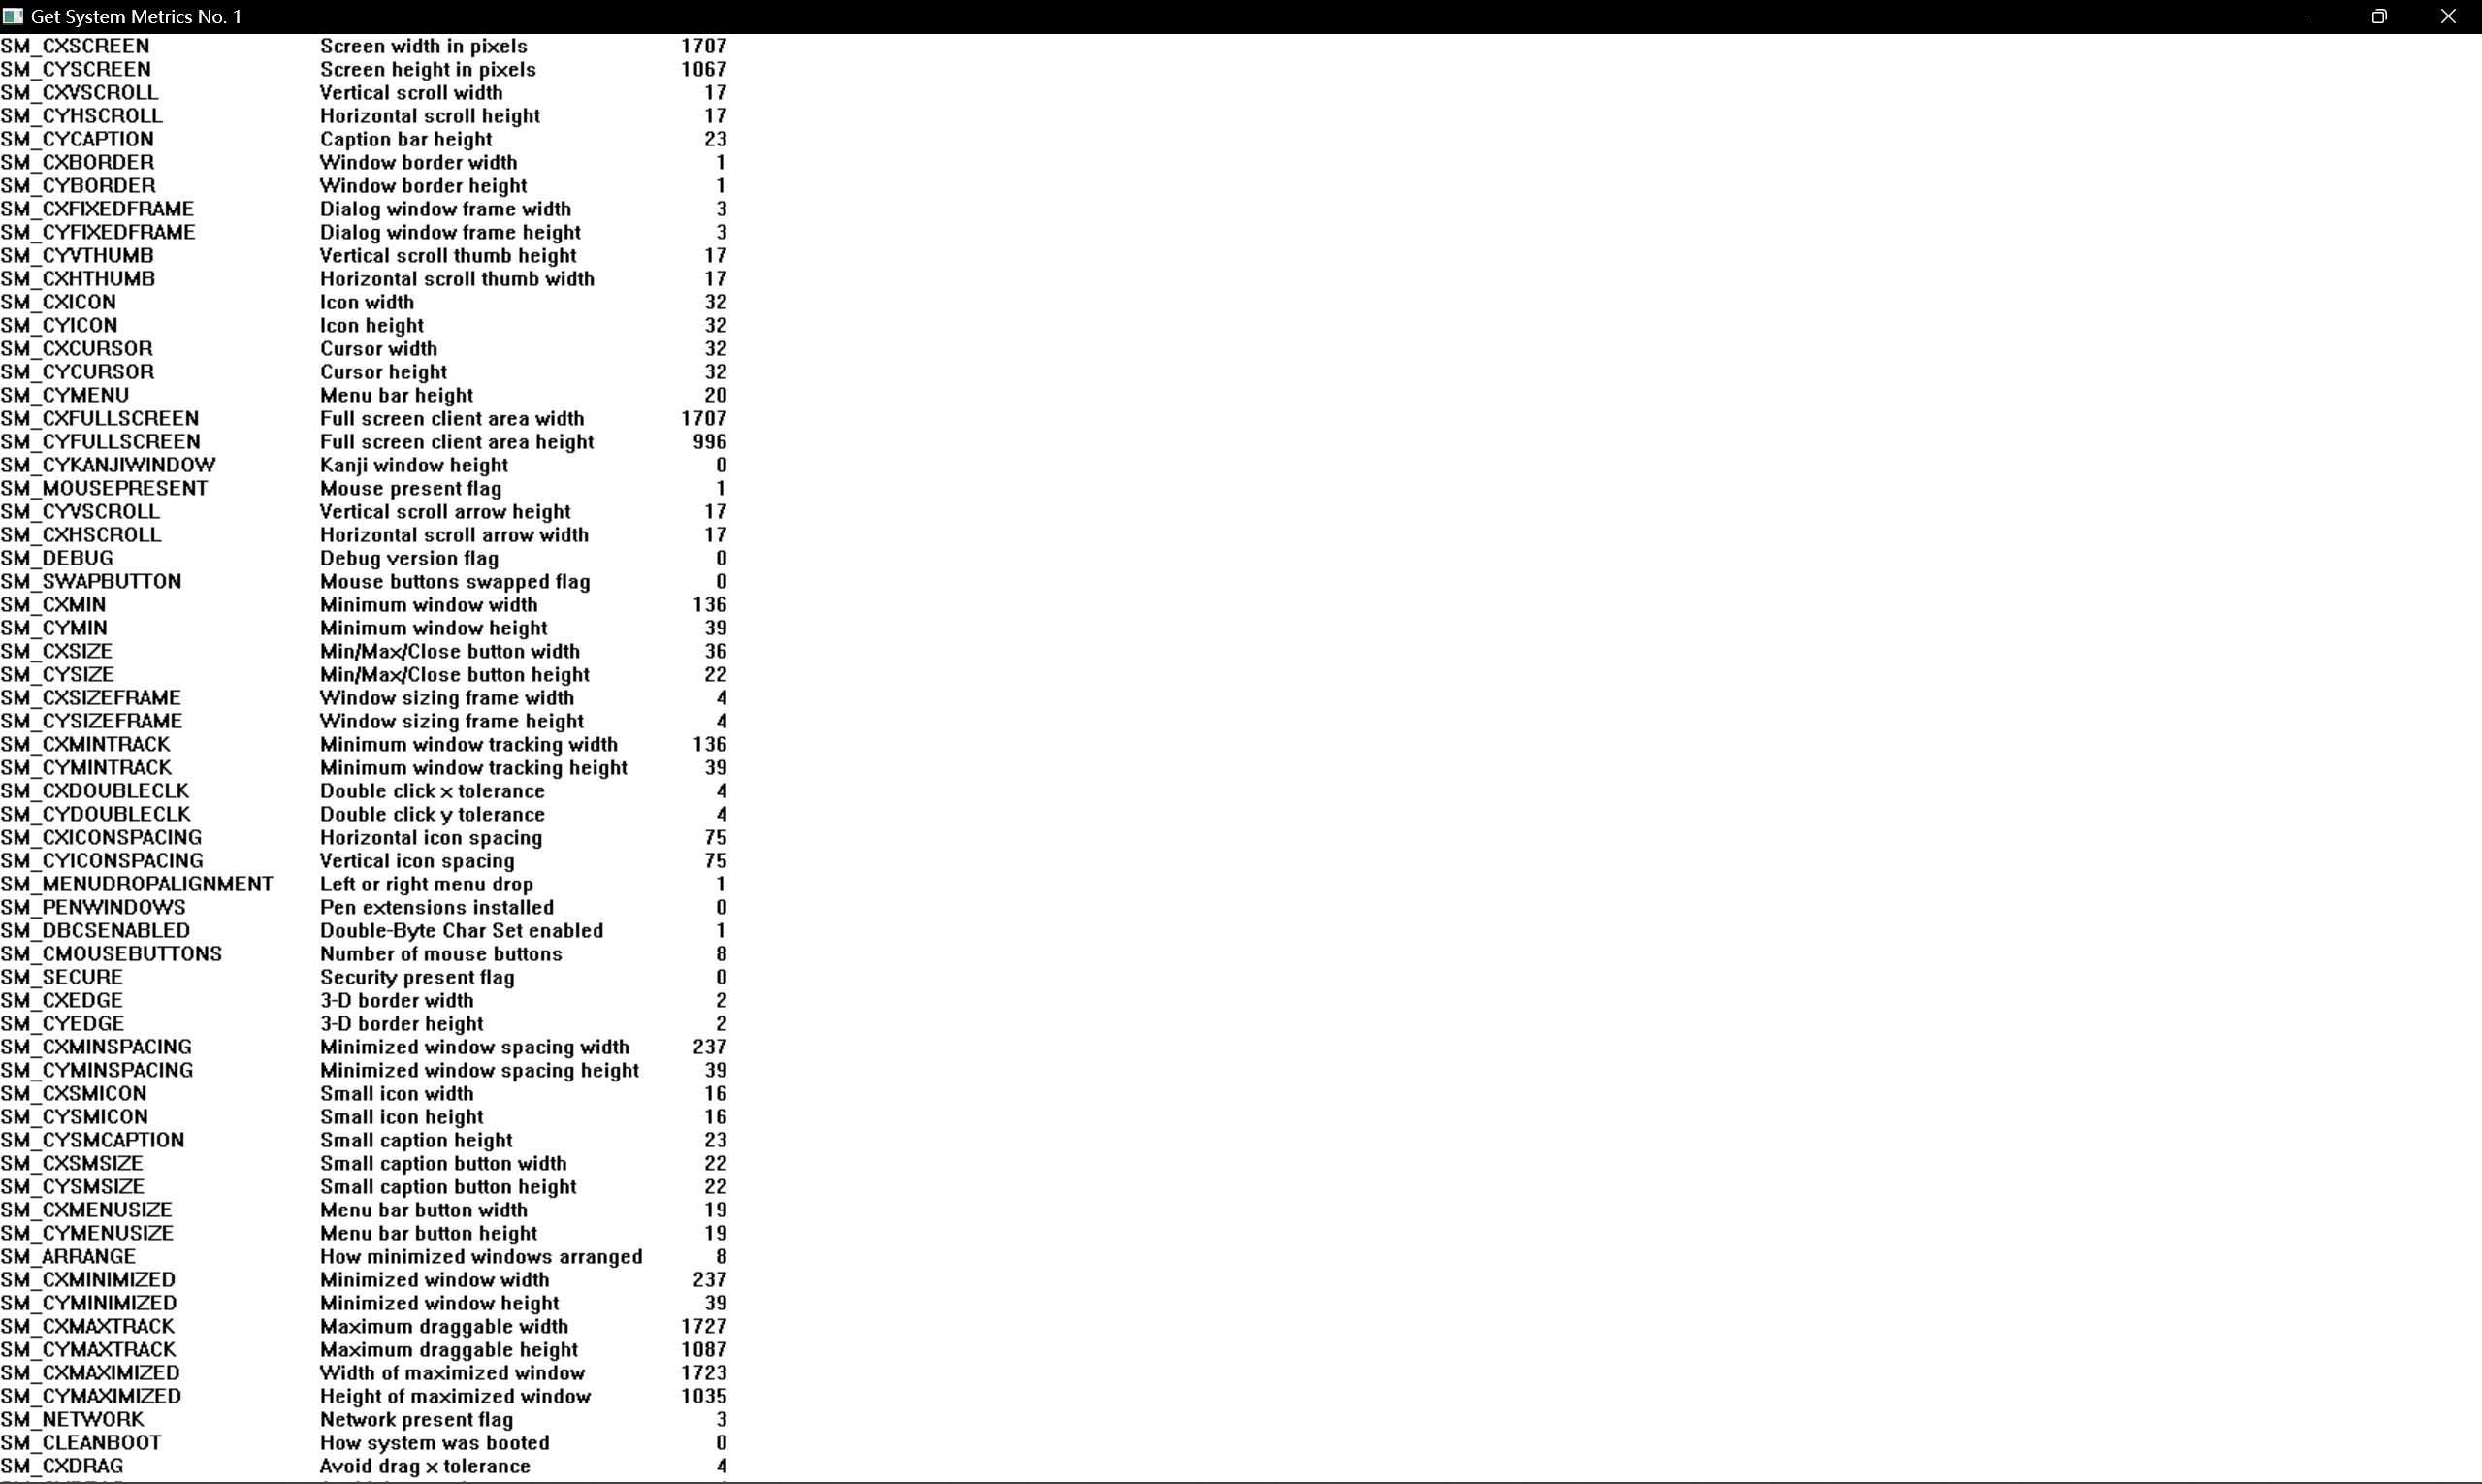 Get System Metrics No. 1
SM_CXSCREEN Screen width in pixels 1707
SM_CYSCREEN Screen height in pixels 1067
SM_CXVSCROLL Vertical scroll width 17
SM_CYHSCROLL Horizontal scroll height 17
SM_CYCAPTION Caption bar height 23
SM_CXBORDER Window border width 1
SM_CYBORDER Window border height 1
SM_CXFIXEDFRAME Dialog window frame width 3
SM_CYFIXEDFRAME Dialog window frame height 3
SM_CYVTHUMB Vertical scroll thumb height 17
SM_CXHTHUMB Horizontal scroll thumb width 17
SM_CXICON Icon width 32
SM_CYICON Icon height 32
SM_CXCURSOR Cursor width 32
SM_CYCURSOR Cursor height 32
SM_CYMENU Menu bar height 20
SM_CXFULLSCREEN Full screen client area width 1707
SM_CYFULLSCREEN Full screen client area height 996
SM_CYKANJIWINDOW Kanji window height 0
SM_MOUSEPRESENT Mouse present flag 1
SM_CYVSCROLL Vertical scroll arrow height 17
SM_CXHSCROLL Horizontal scroll arrow width 17
SM_DEBUG Debug version flag 0
SM_SWAPBUTTON Mouse buttons swapped flag 0
SM_CXMIN Minimum window width 136
SM_CYMIN Minimum window height 39
SM_CXSIZE Min/Max/Close button width 36
SM_CYSIZE Min/Max/Close button height 22
SM_CXSIZEFRAME Window sizing frame width 4
SM_CYSIZEFRAME Window sizing frame height 4
SM_CXMINTRACK Minimum window tracking width 136
SM_CYMINTRACK Minimum window tracking height 39
SM_CXDOUBLECLK Double click x tolerance 4
SM_CYDOUBLECLK Double click y tolerance 4
SM_CXICONSPACING Horizontal icon spacing 75
SM_CYICONSPACING Vertical icon spacing 75
SM_MENUDROPALIGNMENT Left or right menu drop 1
SM_PENWINDOWS Pen extensions installed 0
SM_DBCSENABLED Double-Byte Char Set enabled 1
SM_CMOUSEBUTTONS Number of mouse buttons 8
SM_SECURE Security present flag 0
SM_CXEDGE 3-D border width 2
SM_CYEDGE 3-D border height 2
SM_CXMINSPACING Minimized window spacing width 237
SM_CYMINSPACING Minimized window spacing height 39
SM_CXSMICON Small icon width 16
SM_CYSMICON Small icon height 16
SM_CYSMCAPTION Small caption height 23
SM_CXSMSIZE Small caption button width 22
SM_CYSMSIZE Small caption button height 22
SM_CXMENUSIZE Menu bar button width 19
SM_CYMENUSIZE Menu bar button height 19
SM_ARRANGE How minimized windows arranged 8
SM_CXMINIMIZED Minimized window width 237
SM_CYMINIMIZED Minimized window height 39
SM_CXMAXTRACK Maximum draggable width 1727
SM_CYMAXTRACK Maximum draggable height 1087
SM_CXMAXIMIZED Width of maximized window 1723
SM_CYMAXIMIZED Height of maximized window 1035
SM_NETWORK Network present flag 3
SM_CLEANBOOT How system was booted 0
SM_CXDRAG Avoid drag x tolerance 4